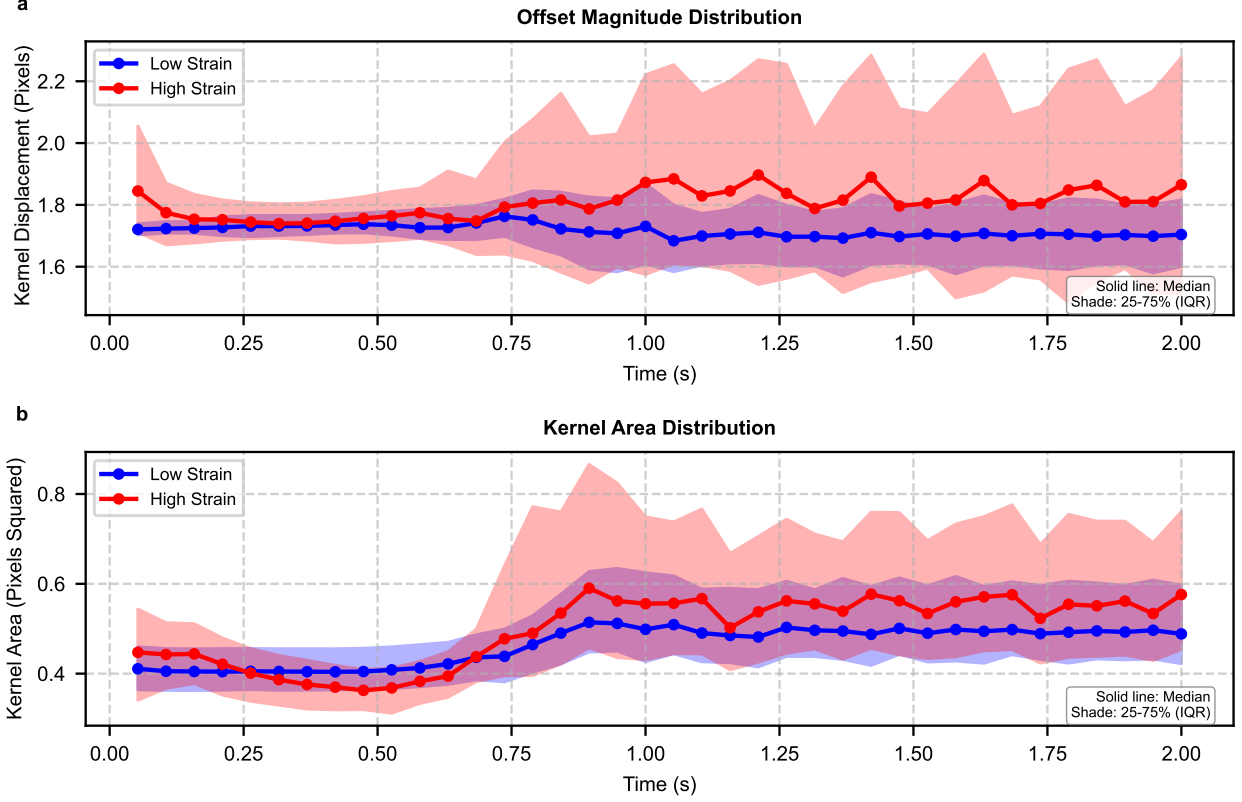 a
Offset Magnitude Distribution
Kernel Displacement (Pixels)
2.2
2.0
1.8
1.6
Low Strain
High Strain
Solid line: Median
Shade: 25-75% (IQR)
0.00 0.25 0.50 0.75 1.00 1.25 1.50 1.75 2.00
Time (s)
b
Kernel Area Distribution
Kernel Area (Pixels Squared)
0.8
0.6
0.4
Low Strain
High Strain
Solid line: Median
Shade: 25-75% (IQR)
0.00 0.25 0.50 0.75 1.00 1.25 1.50 1.75 2.00
Time (s)